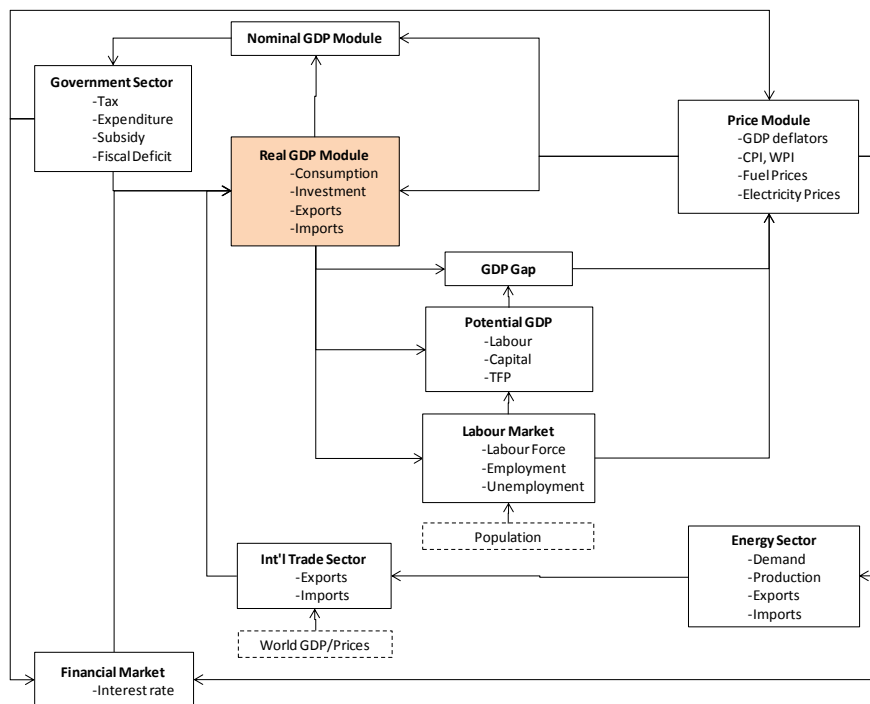 Nominal GDP Module
Government Sector
-Tax
-Expenditure
-Subsidy
-Fiscal Deficit
Real GDP Module
-Consumption
-Investment
-Exports
-Imports
Price Module
-GDP deflators
-CPI, WPI
-Fuel Prices
-Electricity Prices
GDP Gap
Potential GDP
-Labour
-Capital
-TFP
Labour Market
-Labour Force
-Employment
-Unemployment
Population
Int'l Trade Sector
-Exports
-Imports
World GDP/Prices
Energy Sector
-Demand
-Production
-Exports
-Imports
Financial Market
-Interest rate